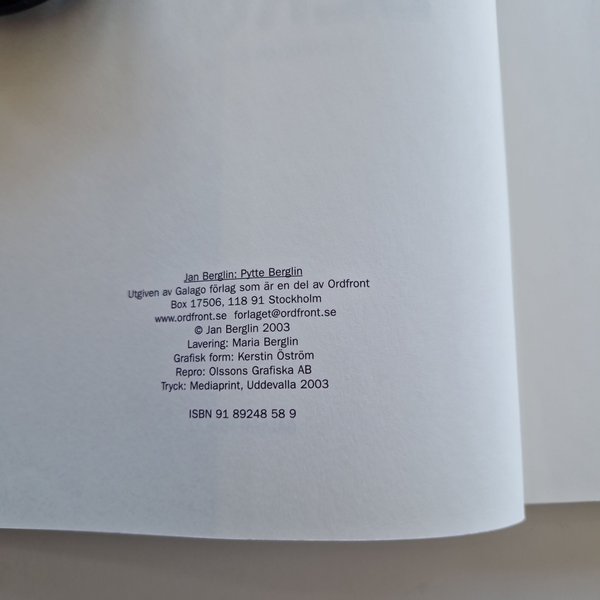 Jan Berglin: Pytte Berglin
Utgiven av Galago förlag som är en del av Ordfront
Box 17506, 118 91 Stockholm
www.ordfront.se forlaget@ordfront.se
© Jan Berglin 2003
Lavering: Maria Berglin
Grafisk form: Kerstin Öström
Repro: Olssons Grafiska AB
Tryck: Mediaprint, Uddevalla 2003
ISBN 91 89248 58 9